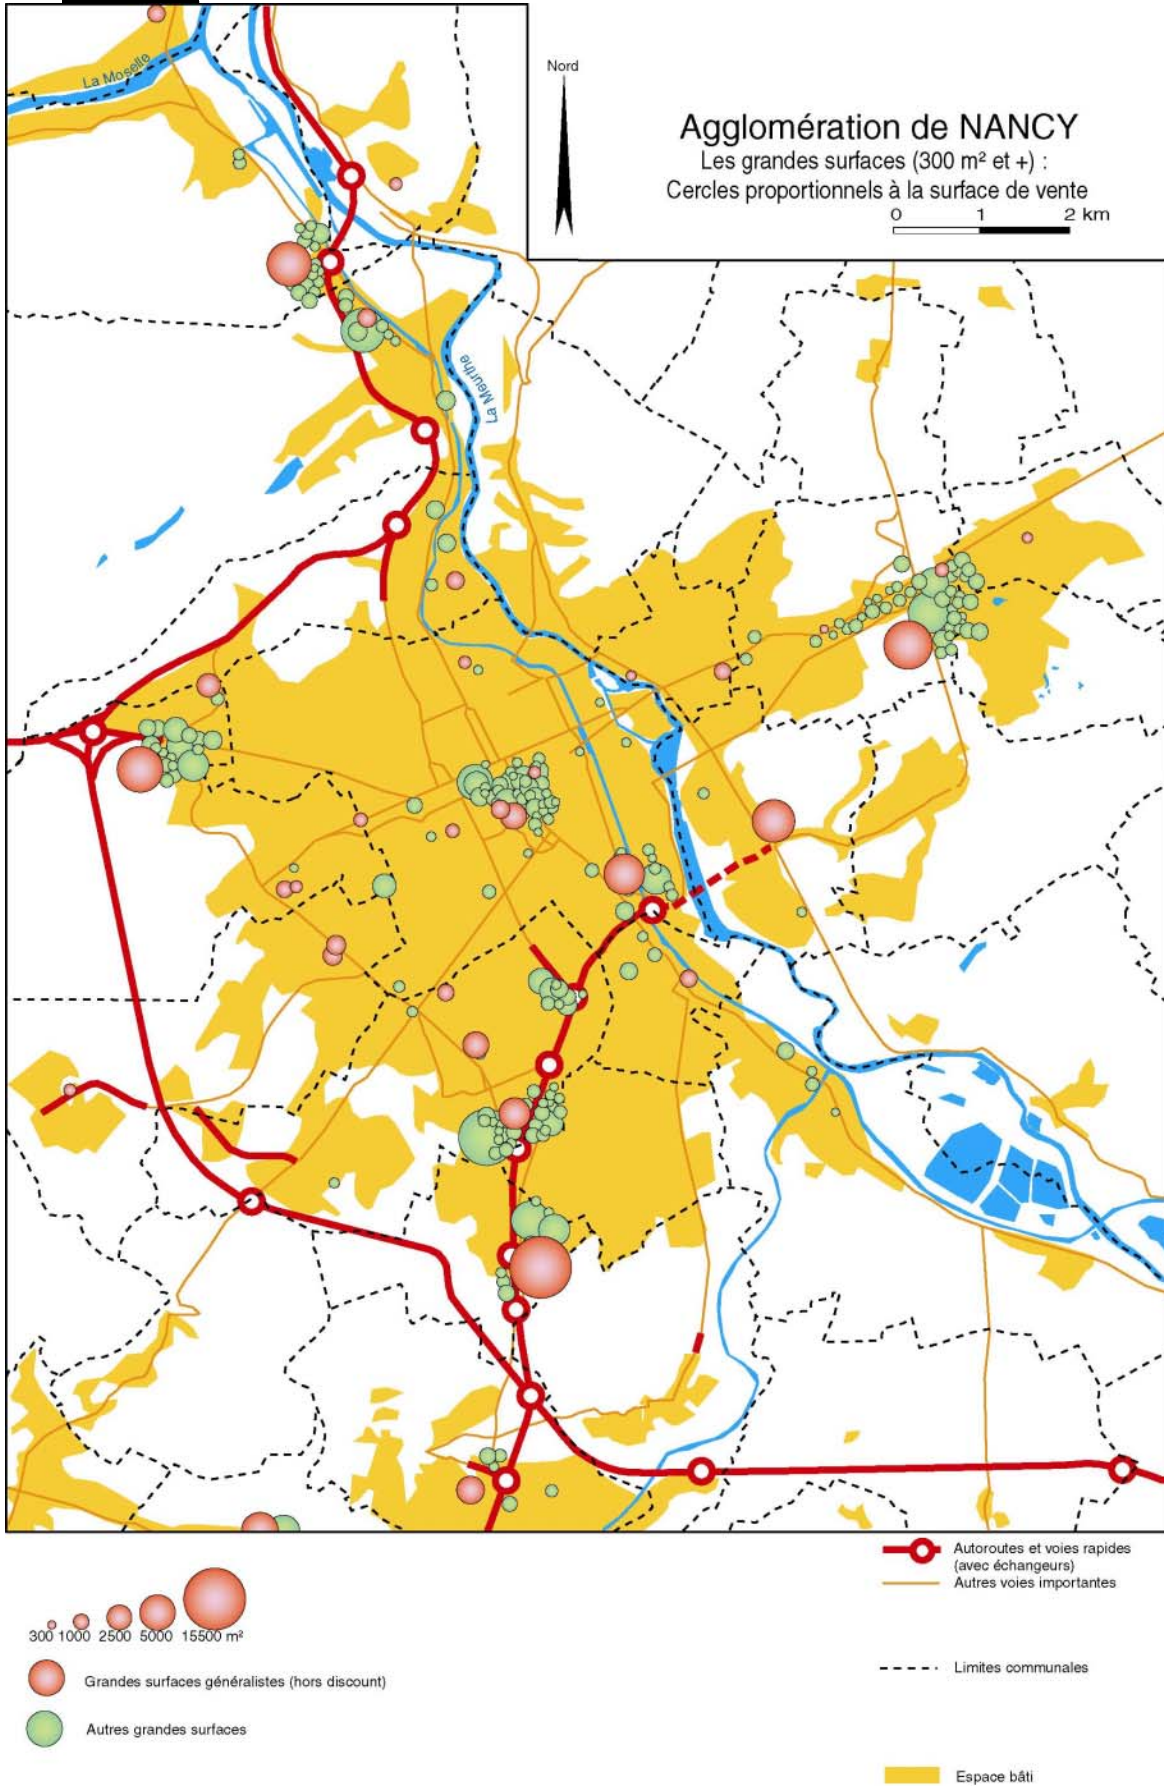 La Moselle
Nord
Agglomération de NANCY
Les grandes surfaces (300 m² et +) :
Cercles proportionnels à la surface de vente
0 1 2 km
La Meurthe
300 1000 2500 5000 15500 m²
Grandes surfaces généralistes (hors discount)
Autres grandes surfaces
Autoroutes et voies rapides
(avec échangeurs)
Autres voies importantes
Limites communales
Espace bâti